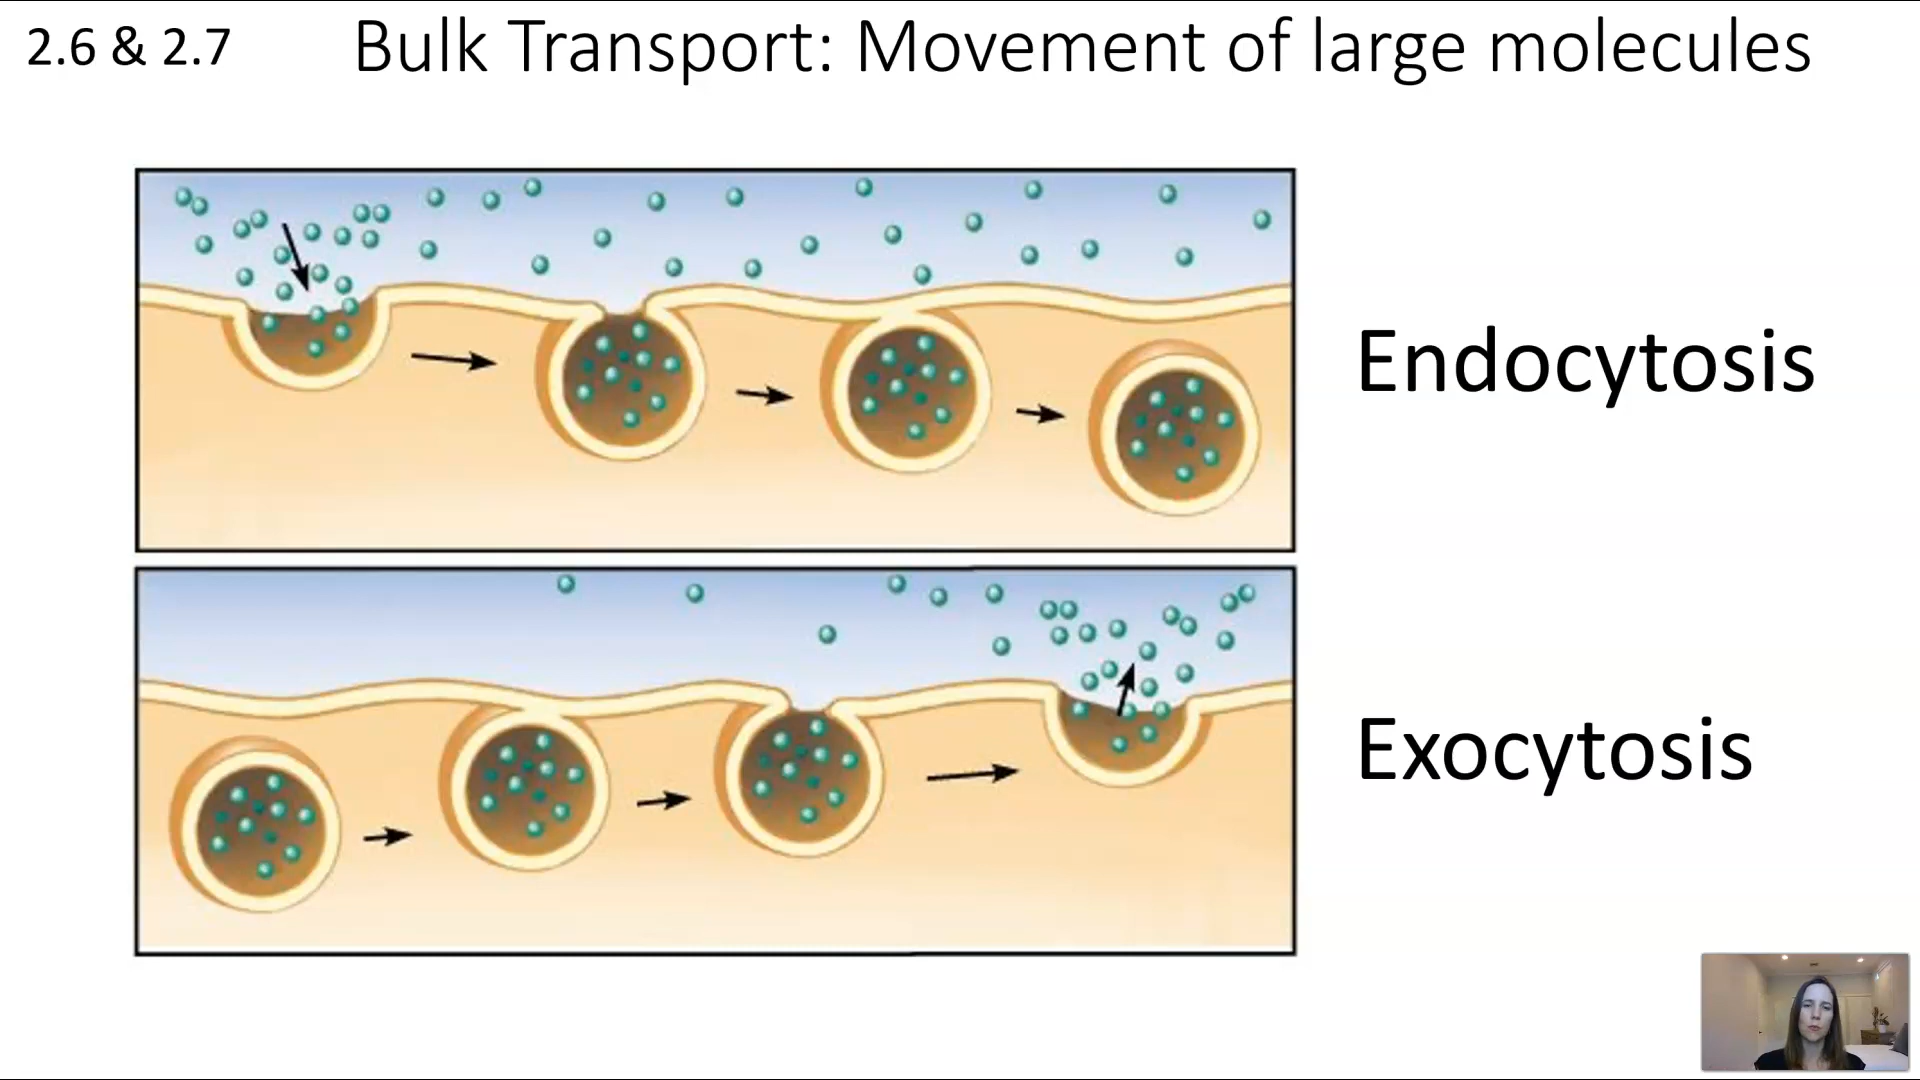 2.6 & 2.7
Bulk Transport: Movement of large molecules
Endocytosis
Exocytosis